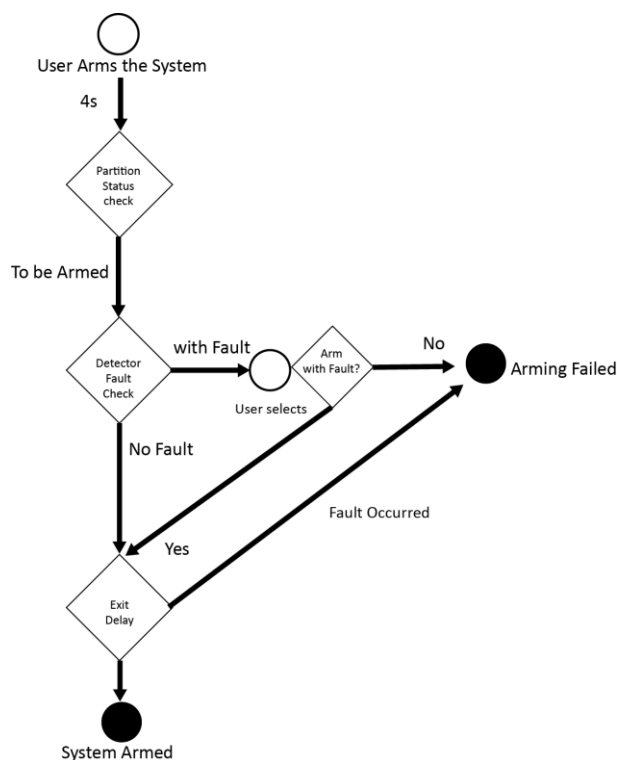 User Arms the System
4s
Partition
Status
check
To be Armed
Detector
Fault
Check
with Fault
User selects
Arm
with Fault?
No
Arming Failed
No Fault
Yes
Fault Occurred
Exit
Delay
System Armed